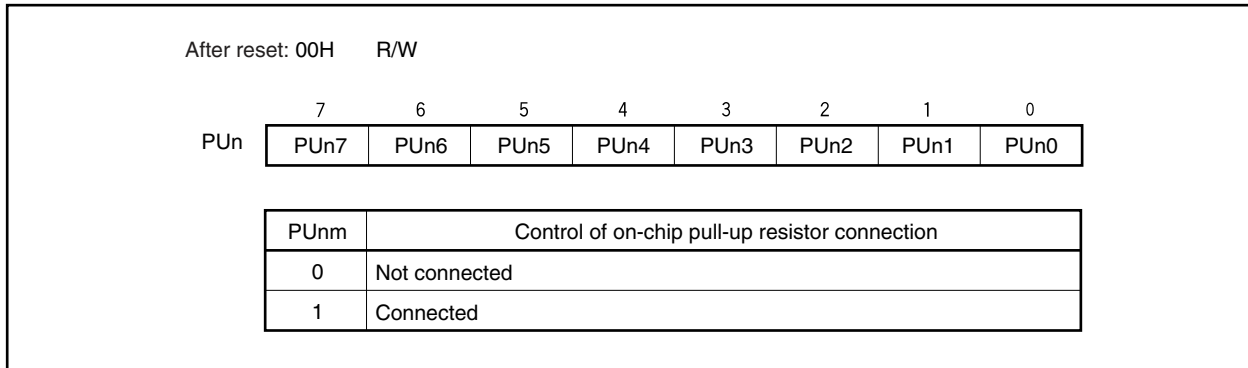 After reset: 00H R/W
7 6 5 4 3 2 1 0
PUn PUn7 PUn6 PUn5 PUn4 PUn3 PUn2 PUn1 PUn0
PUnm Control of on-chip pull-up resistor connection
0 Not connected
1 Connected